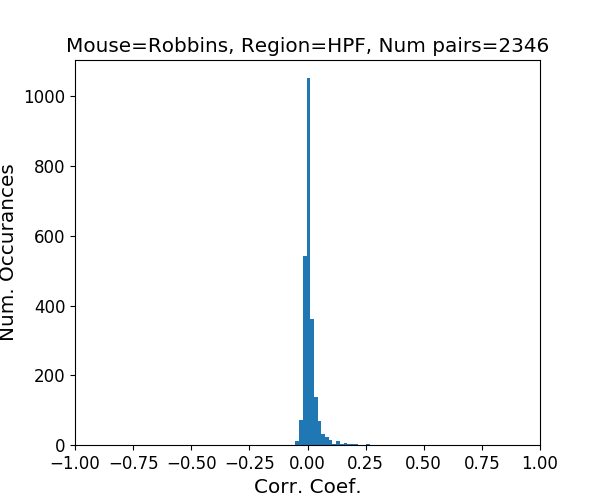 Mouse=Robbins, Region=HPF, Num pairs=2346
Num. Occurances
1000
800
600
400
200
0
−1.00 −0.75 −0.50 −0.25 0.00 0.25 0.50 0.75 1.00
Corr. Coef.